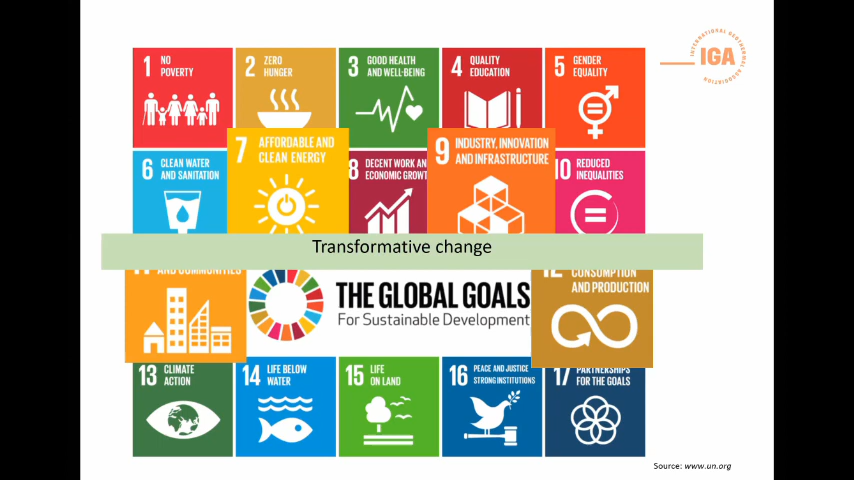 INTERNATIONAL GEOTHERMAL ASSOCIATION
IGA
1 NO
POVERTY
2 ZERO
HUNGER
3 GOOD HEALTH
AND WELL-BEING
4 QUALITY
EDUCATION
5 GENDER
EQUALITY
6 CLEAN WATER
AND SANITATION
7 AFFORDABLE AND
CLEAN ENERGY
8 DECENT WORK AN
ECONOMIC GROWT
9 INDUSTRY, INNOVATION
AND INFRASTRUCTURE
10 REDUCED
INEQUALITIES
Transformative change
11
AND COMMUNITIES
THE GLOBAL GOALS
For Sustainable Development
12 CONSUMPTION
AND PRODUCTION
13 CLIMATE
ACTION
14 LIFE BELOW
WATER
15 LIFE
ON LAND
16 PEACE AND JUSTICE
STRONG INSTITUTIONS
17 PARTNERSHIPS
FOR THE GOALS
Source: www.un.org